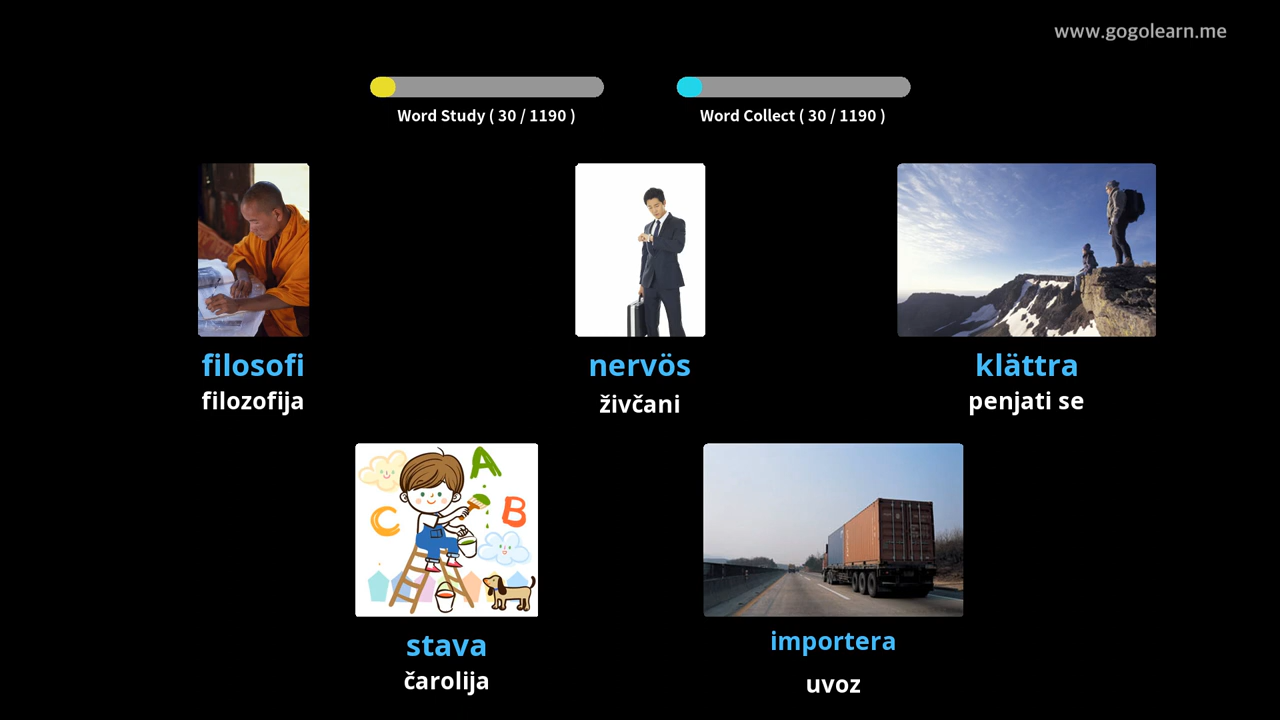 www.gogolearn.me
Word Study ( 30 / 1190 )
Word Collect ( 30 / 1190 )
filosofi
filozofija
nervös
živčani
klättra
penjati se
A
B
C
stava
čarolija
importera
uvoz